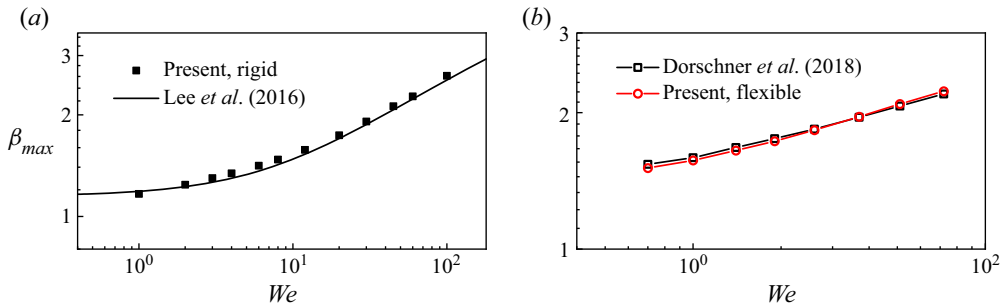 (a)
3
2
1
β_max
Present, rigid
Lee et al. (2016)
10^0
10^1
10^2
We
(b)
3
2
1
Dorschner et al. (2018)
Present, flexible
10^0
10^2
We